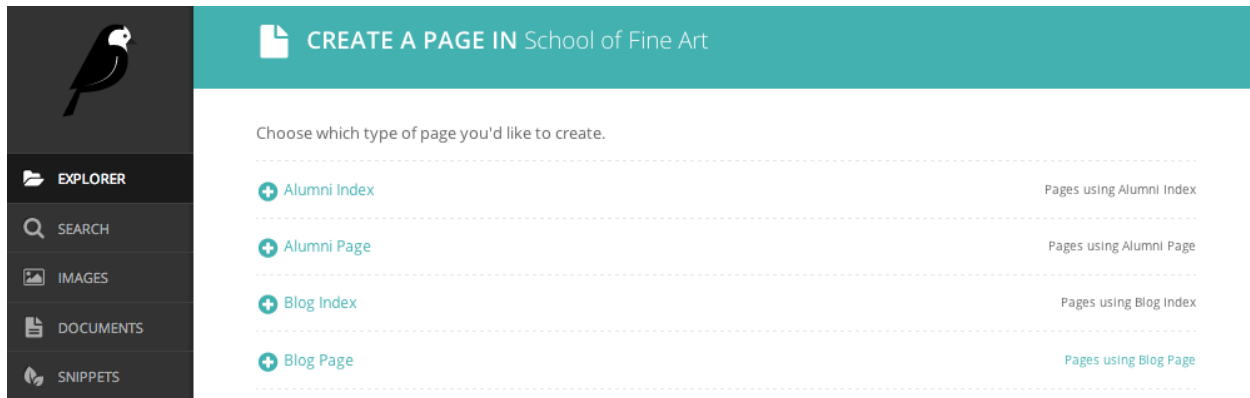 CREATE A PAGE IN School of Fine Art
Choose which type of page you'd like to create.
EXPLORER
Alumni Index Pages using Alumni Index
SEARCH
Alumni Page Pages using Alumni Page
IMAGES
Blog Index Pages using Blog Index
DOCUMENTS
Blog Page Pages using Blog Page
SNIPPETS